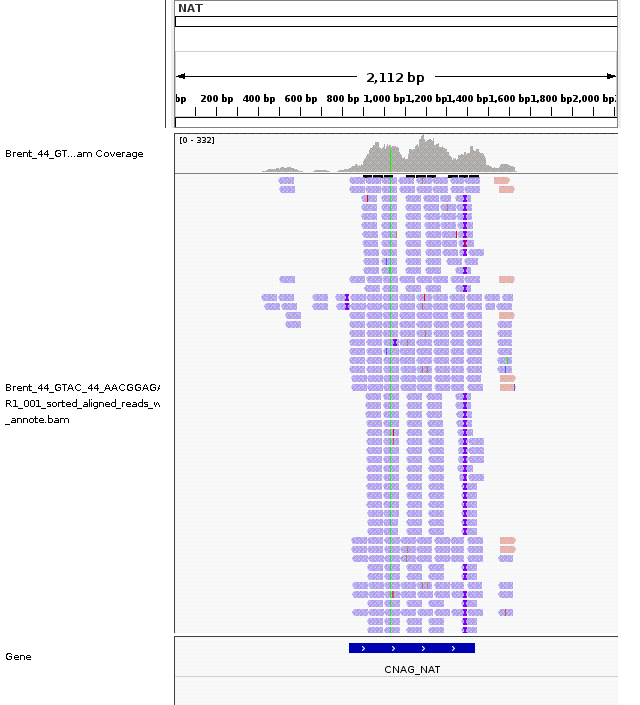 NAT
2,112 bp
bp 200 bp 400 bp 600 bp 800 bp 1,000 bp 1,200 bp 1,400 bp 1,600 bp 1,800 bp 2,000 bp
[0 - 332]
Brent_44_GT...am Coverage
Brent_44_GTAC_44_AACGGAGA
R1_001_sorted_aligned_reads_w
_annote.bam
Gene
CNAG_NAT